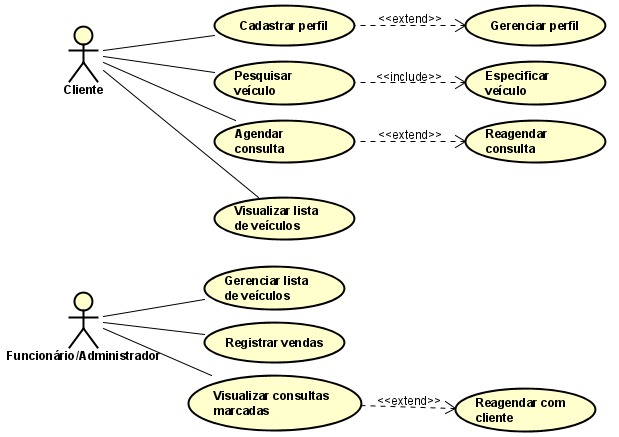 Cadastrar perfil
<<extend>>
Gerenciar perfil
Cliente
Pesquisar
veículo
<<include>>
Especificar
veículo
Agendar
consulta
<<extend>>
Reagendar
consulta
Visualizar lista
de veículos
Gerenciar lista
de veículos
Funcionário/Administrador
Registrar vendas
Visualizar consultas
marcadas
<<extend>>
Reagendar com
cliente